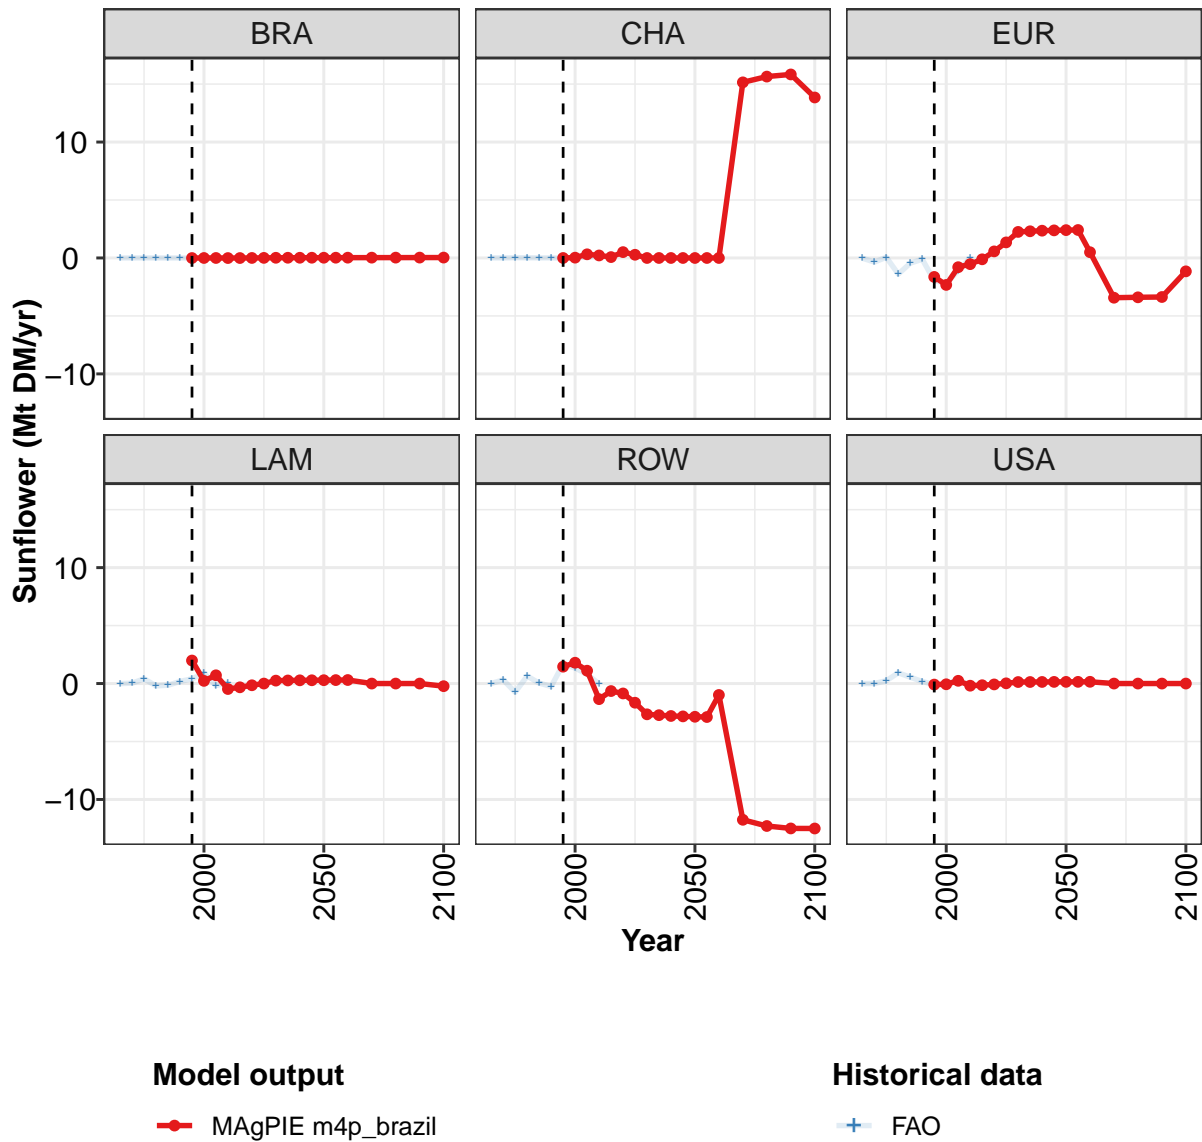 BRA CHA EUR
10
0
−10
LAM ROW USA
10
0
−10
Sunflower (Mt DM/yr)
2000 2050 2100 2000 2050 2100 2000 2050 2100
Year
Model output Historical data
MAgPIE m4p_brazil FAO